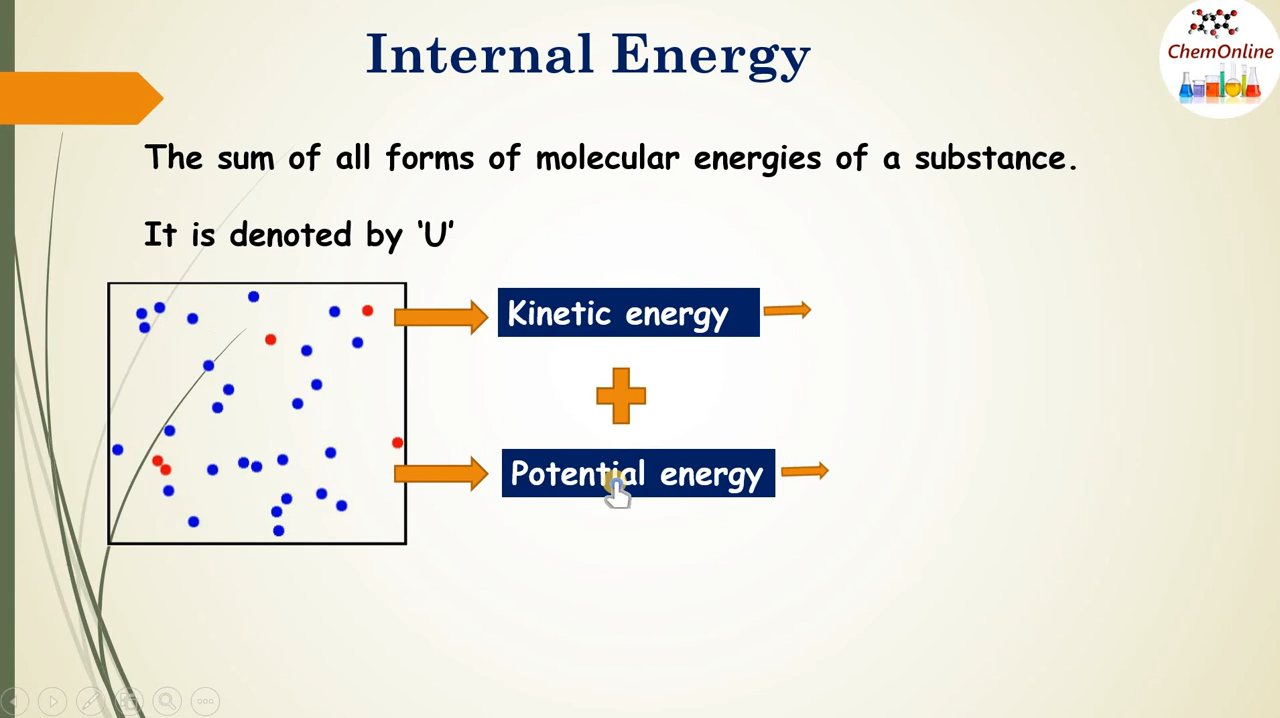 Internal Energy
ChemOnline
The sum of all forms of molecular energies of a substance.
It is denoted by ‘U’
Kinetic energy
Potential energy